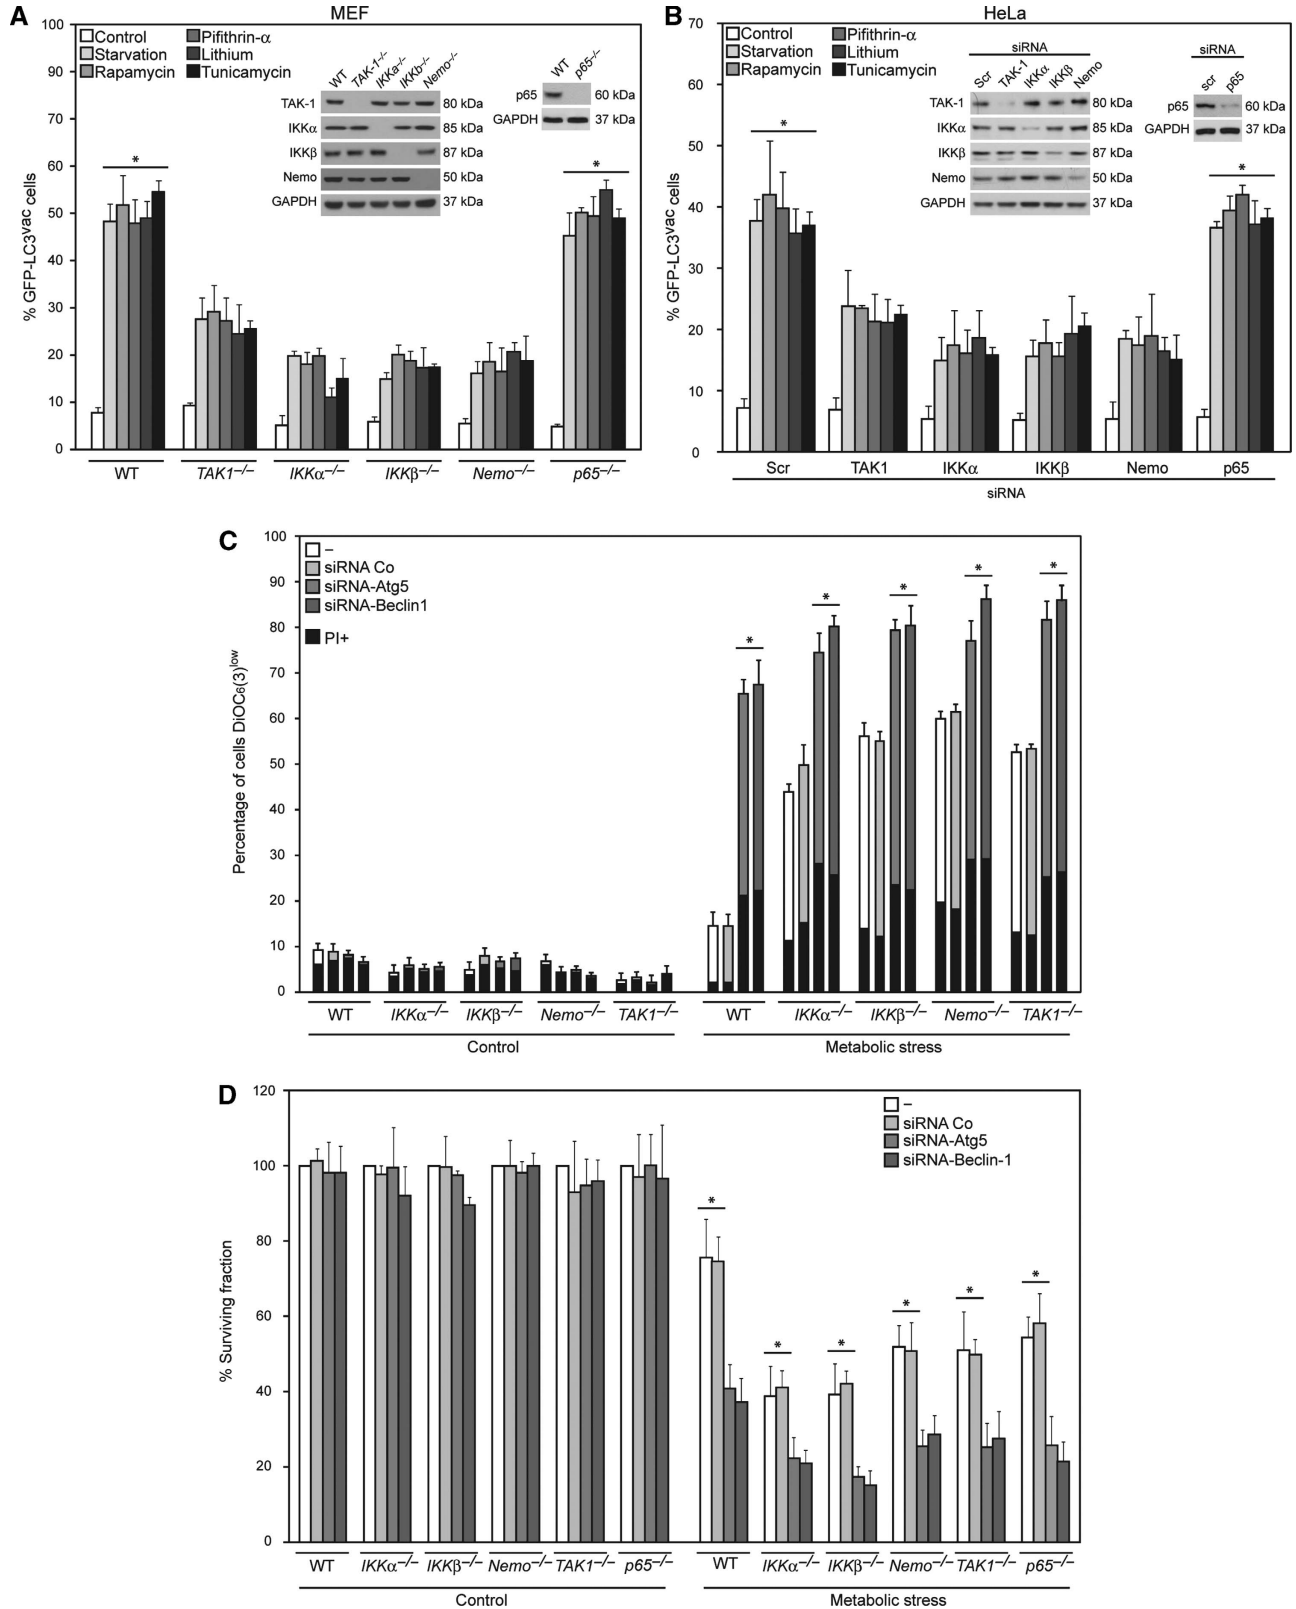 A
MEF
% GFP-LC3vac cells
100
90
80
70
60
50
40
30
20
10
0
Control
Starvation
Rapamycin
Pifithrin-α
Lithium
Tunicamycin
WT TAK-1–/– IKKa–/– IKKb–/– Nemo–/–
TAK-1 80 kDa
IKKα 85 kDa
IKKβ 87 kDa
Nemo 50 kDa
GAPDH 37 kDa
WT p65–/–
p65 60 kDa
GAPDH 37 kDa
* *
WT TAK1–/– IKKα–/– IKKβ–/– Nemo–/– p65–/–
B
HeLa
% GFP-LC3vac cells
70
60
50
40
30
20
10
0
Control
Starvation
Rapamycin
Pifithrin-α
Lithium
Tunicamycin
siRNA
Scr TAK-1 IKKα IKKβ Nemo
TAK-1 80 kDa
IKKα 85 kDa
IKKβ 87 kDa
Nemo 50 kDa
GAPDH 37 kDa
siRNA
scr p65
p65 60 kDa
GAPDH 37 kDa
* *
Scr TAK1 IKKα IKKβ Nemo p65
siRNA
C
Percentage of cells DiOC6(3)low
100
90
80
70
60
50
40
30
20
10
0
–
siRNA Co
siRNA-Atg5
siRNA-Beclin1
PI+
* * * * *
WT IKKα–/– IKKβ–/– Nemo–/– TAK1–/– WT IKKα–/– IKKβ–/– Nemo–/– TAK1–/–
Control Metabolic stress
D
% Surviving fraction
120
100
80
60
40
20
0
–
siRNA Co
siRNA-Atg5
siRNA-Beclin-1
* * * * * *
WT IKKα–/– IKKβ–/– Nemo–/– TAK1–/– p65–/– WT IKKα–/– IKKβ–/– Nemo–/– TAK1–/– p65–/–
Control Metabolic stress